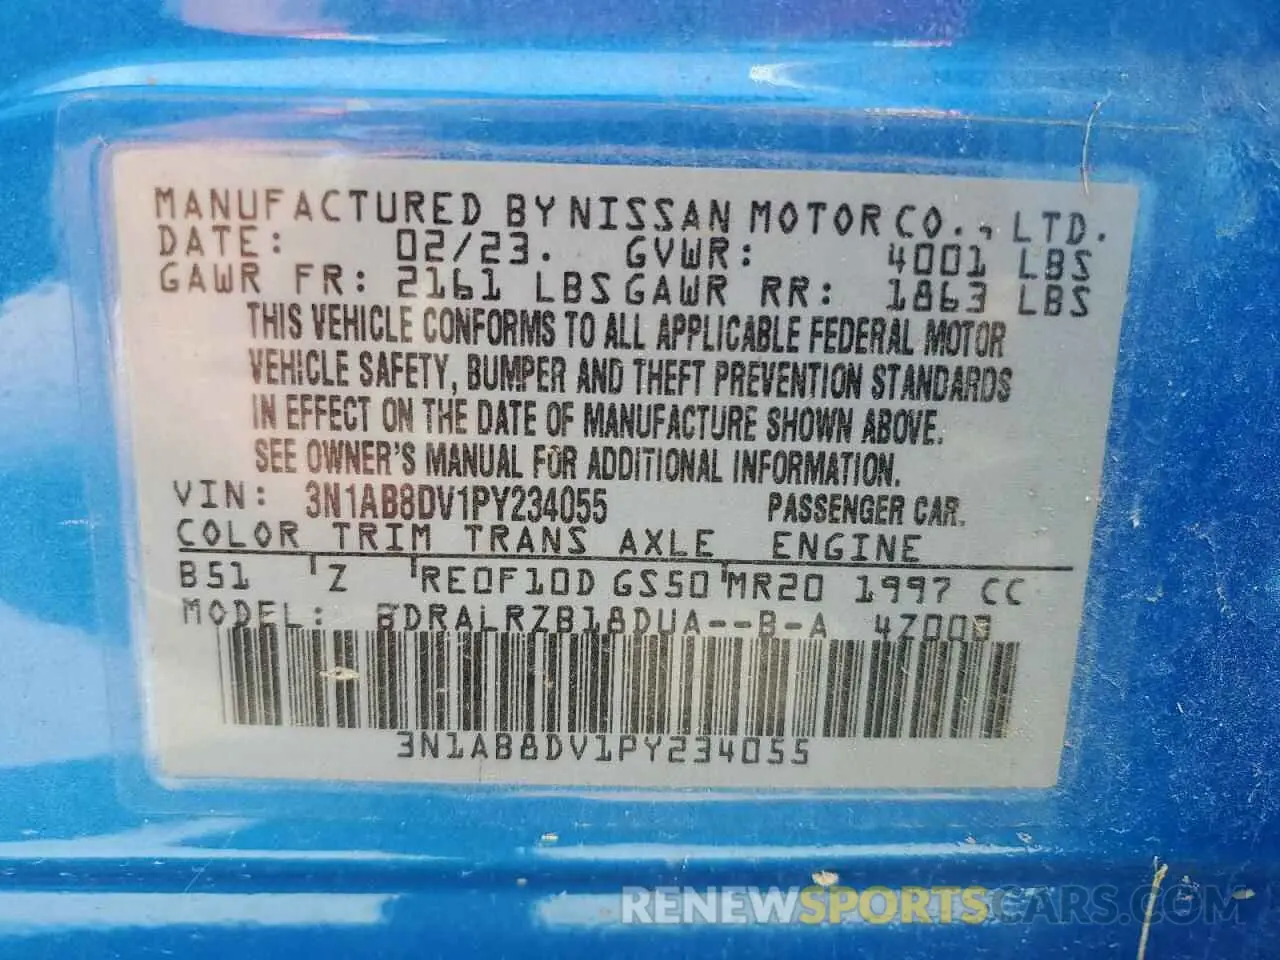 MANUFACTURED BY NISSAN MOTOR CO., LTD.
DATE: 02/23. GVWR: 4001 LBS
GAWR FR: 2161 LBS GAWR RR: 1863 LBS
THIS VEHICLE CONFORMS TO ALL APPLICABLE FEDERAL MOTOR
VEHICLE SAFETY, BUMPER AND THEFT PREVENTION STANDARDS
IN EFFECT ON THE DATE OF MANUFACTURE SHOWN ABOVE.
SEE OWNER'S MANUAL FOR ADDITIONAL INFORMATION.
VIN: 3N1AB8DV1PY234055 PASSENGER CAR.
COLOR TRIM TRANS AXLE ENGINE
B51 Z RE0F10D GS50 MR20 1997 CC
MODEL:
3N1AB8DV1PY234055
RENEWSPORTSCARS.COM